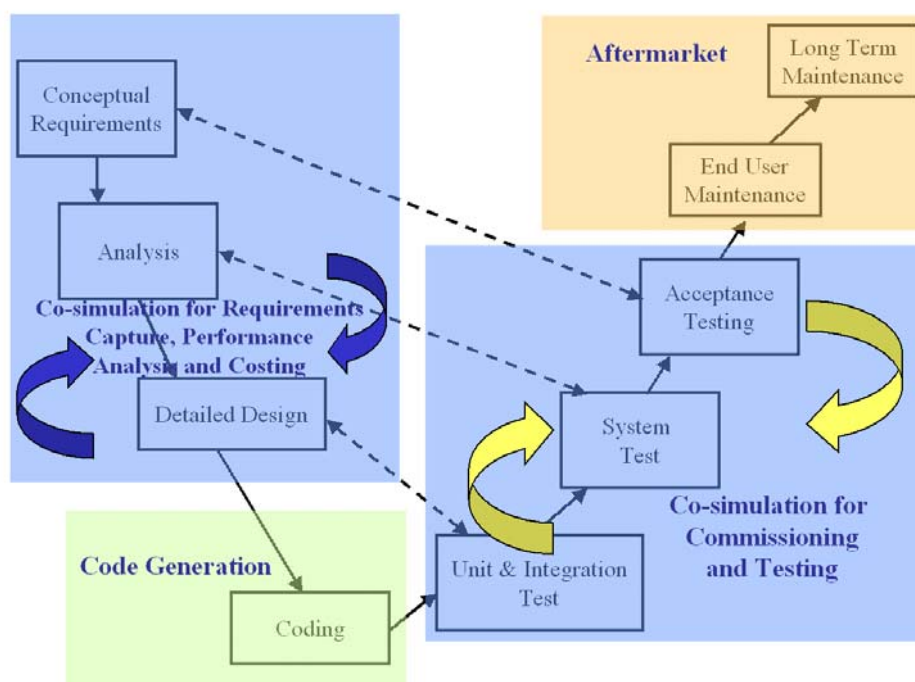 Conceptual
Requirements
Analysis
Co-simulation for Requirements
Capture, Performance
Analysis and Costing
Detailed Design
Code Generation
Coding
Aftermarket
Long Term
Maintenance
End User
Maintenance
Acceptance
Testing
System
Test
Co-simulation for
Commissioning
and Testing
Unit & Integration
Test